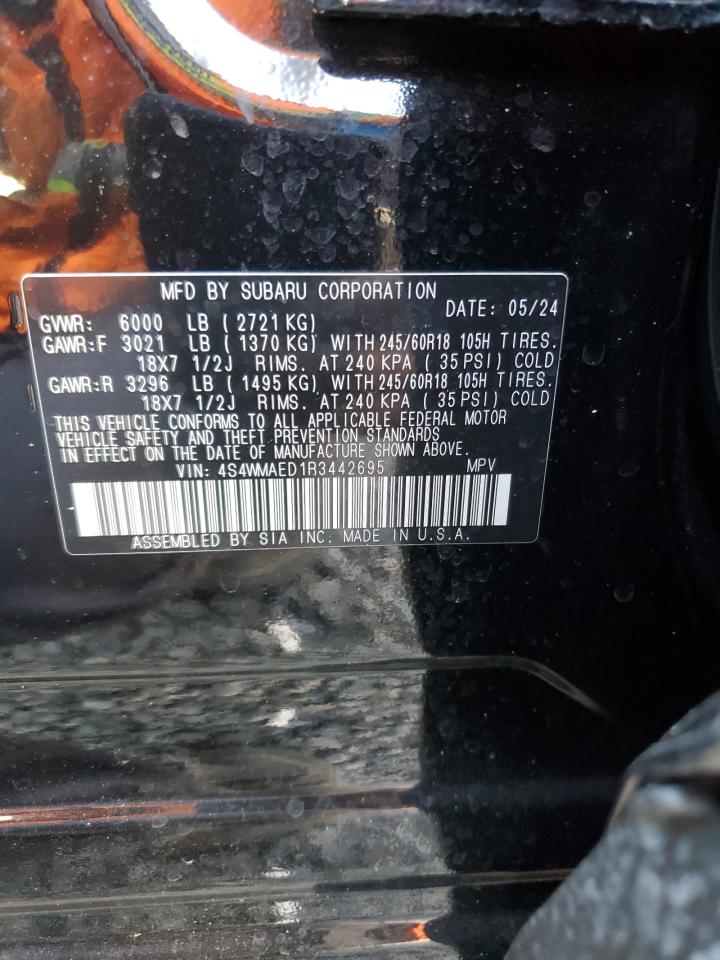 MFD BY SUBARU CORPORATION
DATE: 05/24
GVWR: 6000 LB ( 2721 KG)
GAWR:F 3021 LB ( 1370 KG) WITH 245/60R18 105H TIRES.
18X7 1/2J RIMS. AT 240 KPA ( 35 PSI) COLD
GAWR:R 3296 LB ( 1495 KG) WITH 245/60R18 105H TIRES.
18X7 1/2J RIMS. AT 240 KPA ( 35 PSI) COLD
THIS VEHICLE CONFORMS TO ALL APPLICABLE FEDERAL MOTOR
VEHICLE SAFETY AND THEFT PREVENTION STANDARDS
IN EFFECT ON THE DATE OF MANUFACTURE SHOWN ABOVE.
VIN: 4S4WMAED1R3442695 MPV
ASSEMBLED BY SIA INC. MADE IN U.S.A.